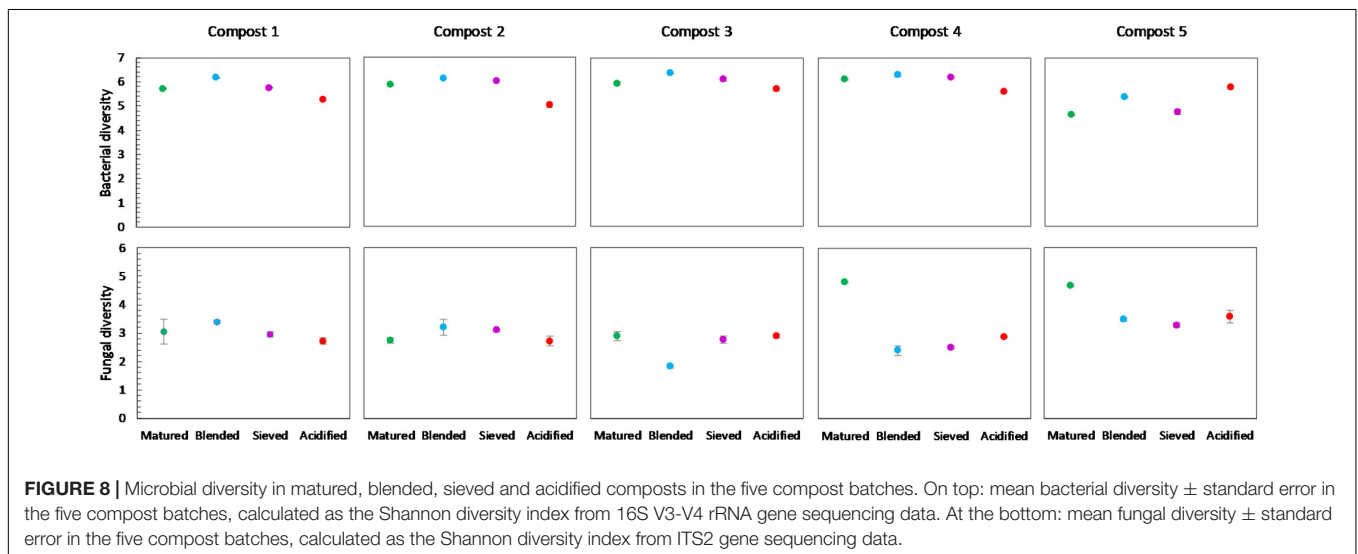 Compost 1 Compost 2 Compost 3 Compost 4 Compost 5
Bacterial diversity
7
6
5
4
3
2
1
0
Fungal diversity
6
5
4
3
2
1
0
Matured Blended Sieved Acidified Matured Blended Sieved Acidified Matured Blended Sieved Acidified Matured Blended Sieved Acidified Matured Blended Sieved Acidified
FIGURE 8 | Microbial diversity in matured, blended, sieved and acidified composts in the five compost batches. On top: mean bacterial diversity ± standard error in
the five compost batches, calculated as the Shannon diversity index from 16S V3-V4 rRNA gene sequencing data. At the bottom: mean fungal diversity ± standard
error in the five compost batches, calculated as the Shannon diversity index from ITS2 gene sequencing data.